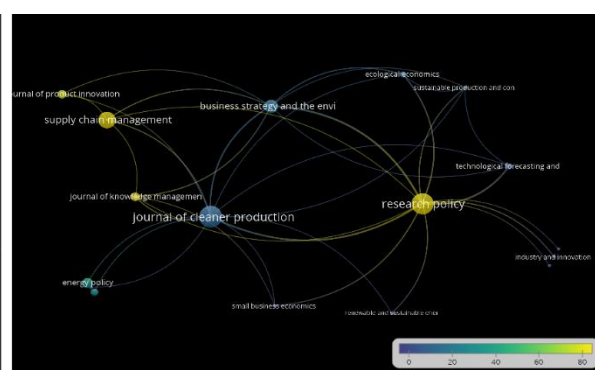 ecological economics
sustainable production and con
urnal of product innovation
business strategy and the envi
supply chain management
technological forecasting and
journal of knowledge managemen
research policy
journal of cleaner production
industry and innovation
energy policy
small business economics
renewable and sustainable ener
0 20 40 60 80